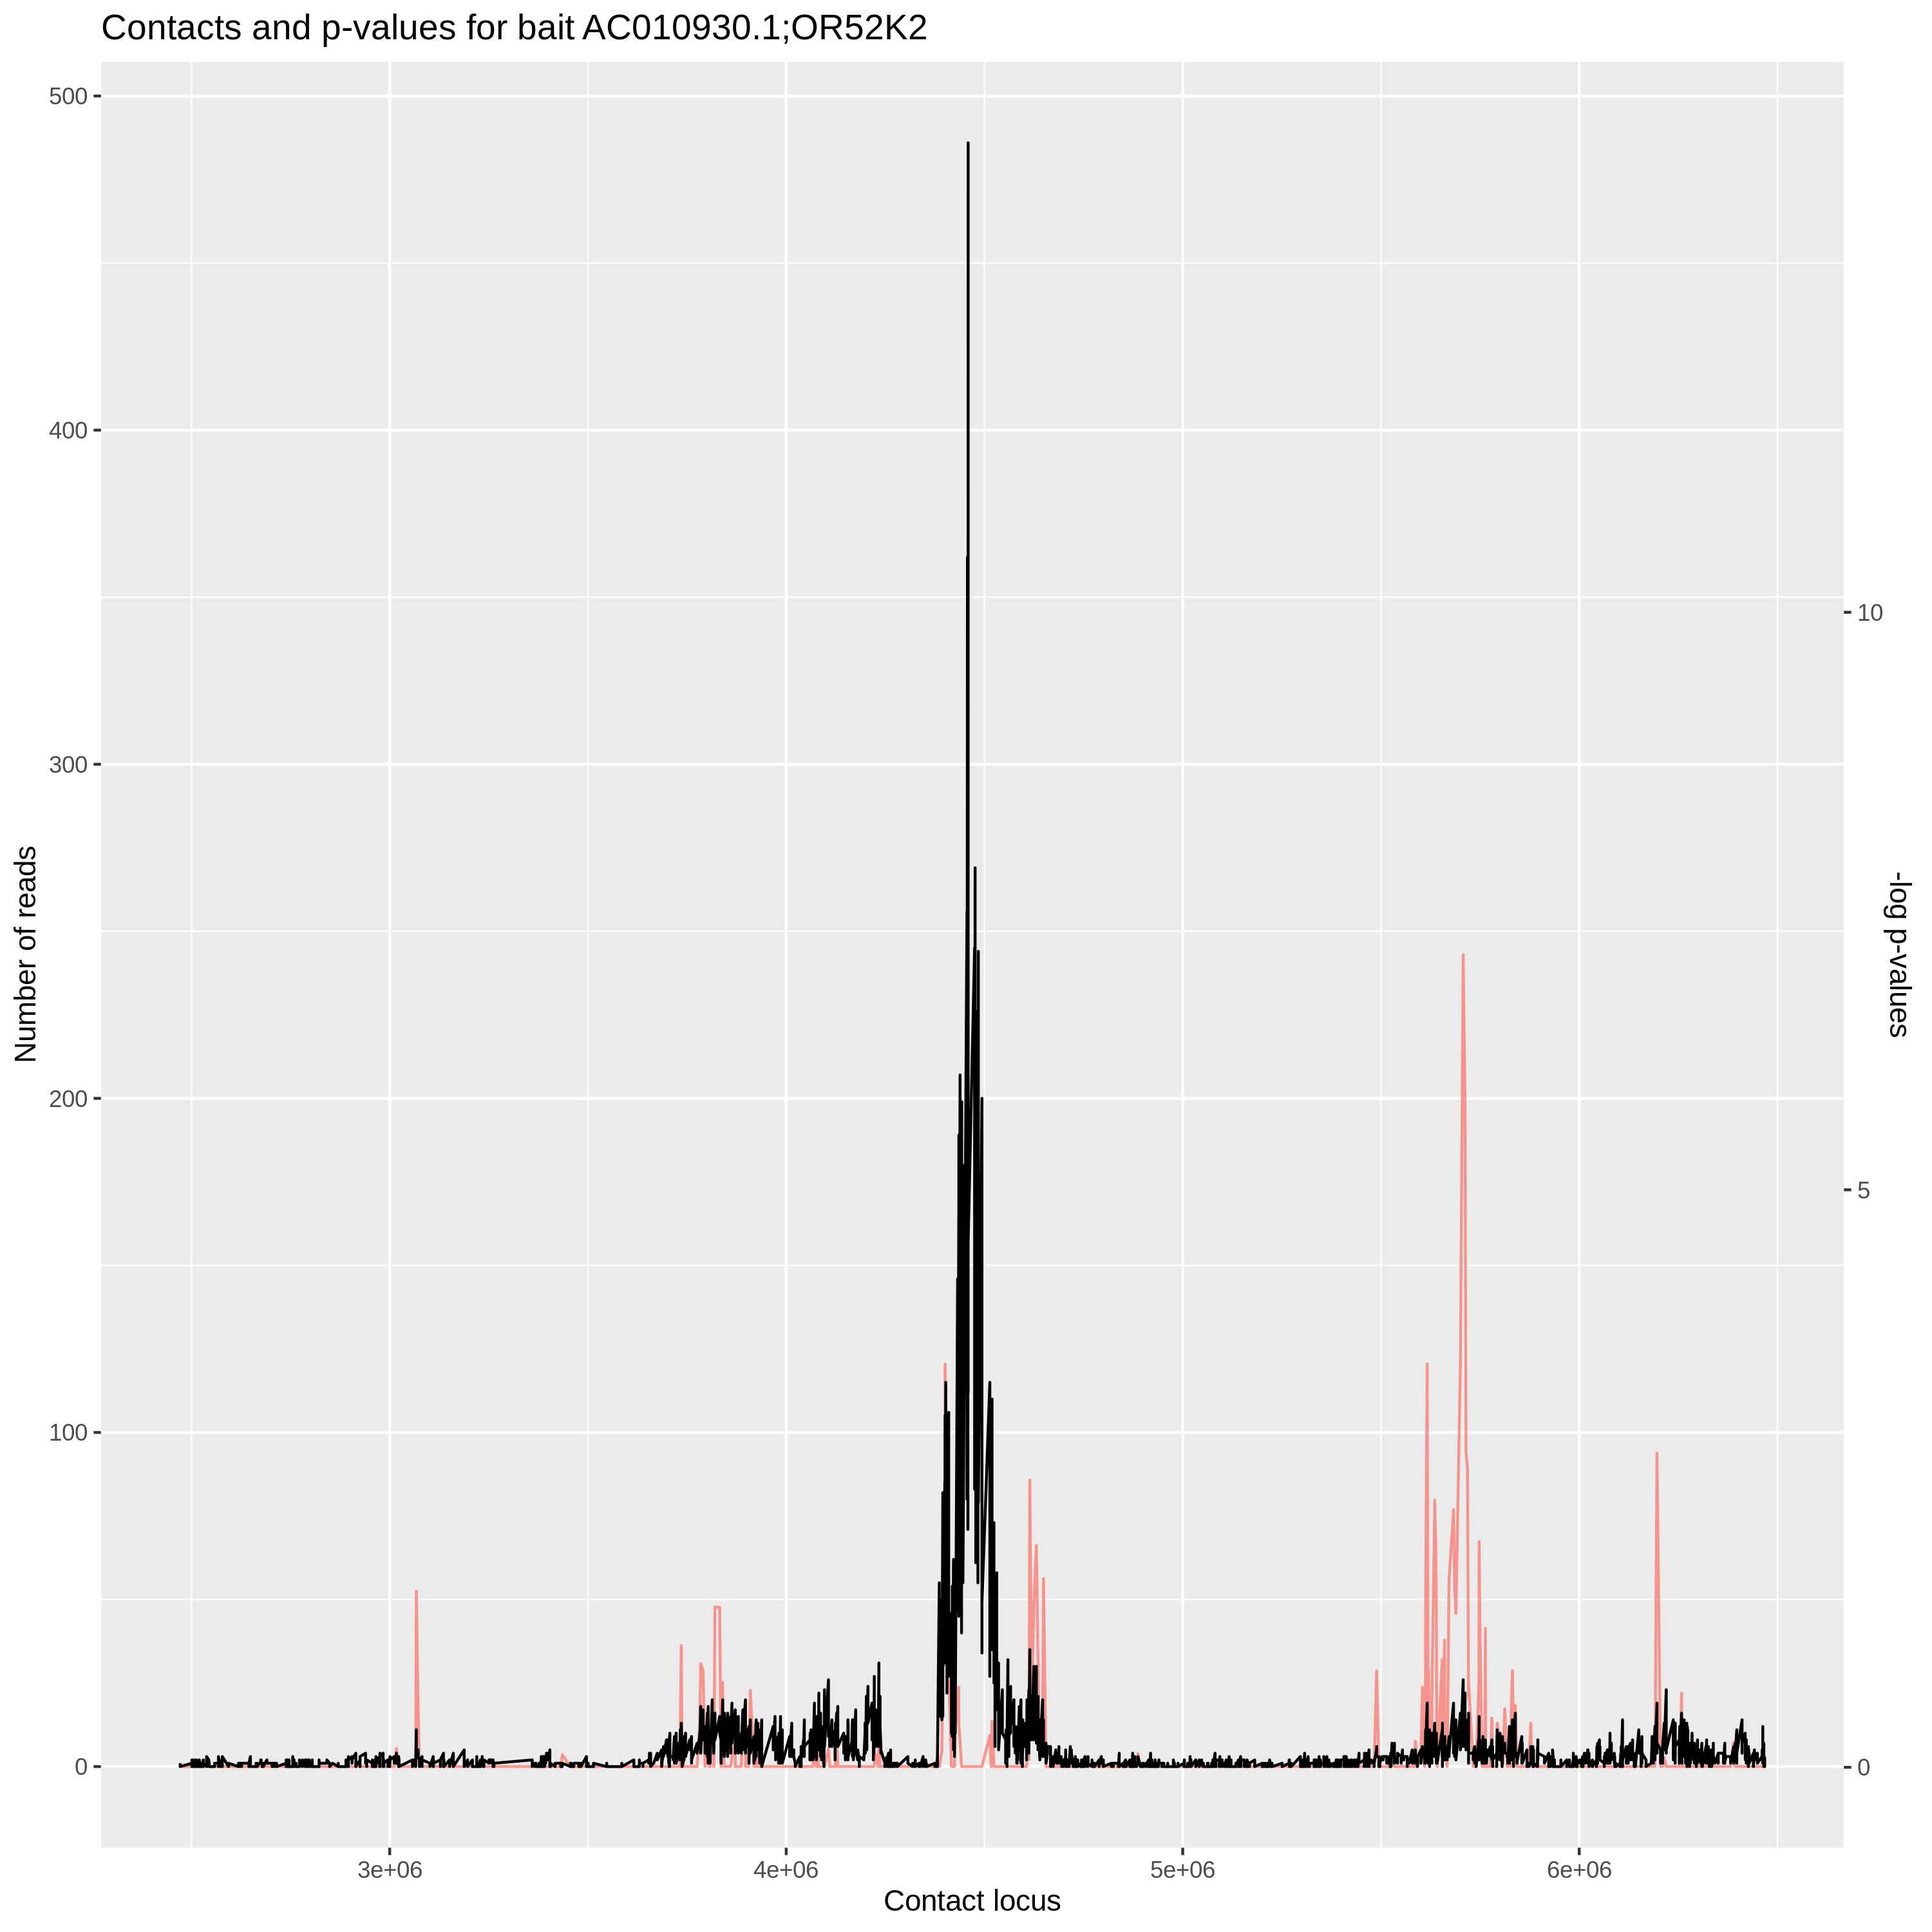 Contacts and p-values for bait AC010930.1;OR52K2
500
400
300
200
100
0
Number of reads
10
5
0
-log p-values
3e+06
4e+06
5e+06
6e+06
Contact locus